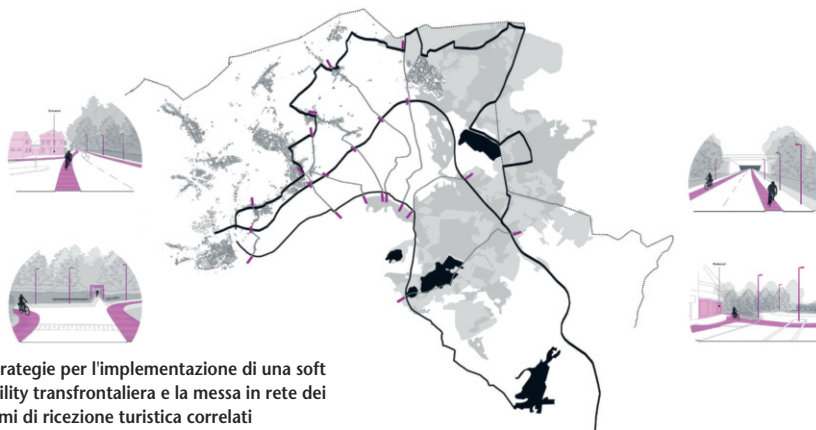 rategie per l'implementazione di una soft
ility transfrontaliera e la messa in rete dei
mi di ricezione turistica correlati